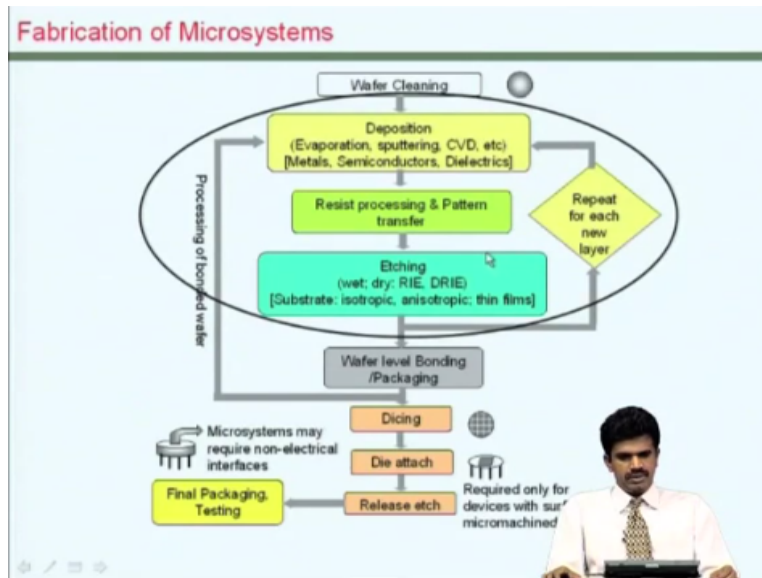 Fabrication of Microsystems
Wafer Cleaning
Deposition
(Evaporation, sputtering, CVD, etc)
[Metals, Semiconductors, Dielectrics]
Resist processing & Pattern
transfer
Etching
(wet; dry: RIE, DRIE)
[Substrate: isotropic, anisotropic; thin films]
Repeat
for each
new
layer
Processing of bonded wafer
Wafer level Bonding
/Packaging
Dicing
Die attach
Release etch
Microsystems may
require non-electrical
interfaces
Required only for
devices with surf
micromachined
Final Packaging,
Testing